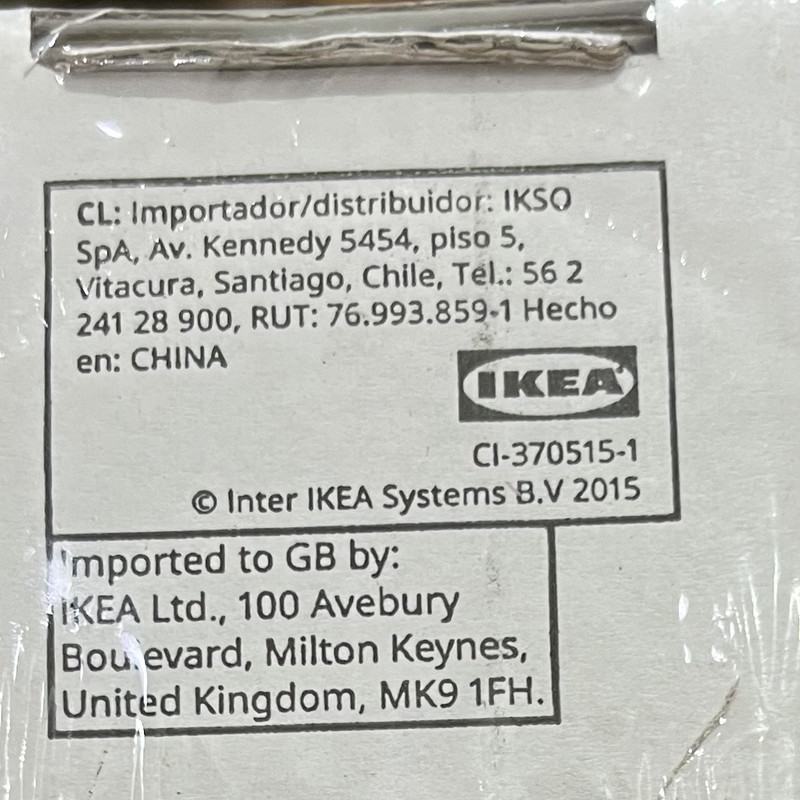 CL: Importador/distribuidor: IKSO
SpA, Av. Kennedy 5454, piso 5,
Vitacura, Santiago, Chile, Tél.: 56 2
241 28 900, RUT: 76.993.859-1 Hecho
en: CHINA
IKEA
CI-370515-1
© Inter IKEA Systems B.V 2015
Imported to GB by:
IKEA Ltd., 100 Avebury
Boulevard, Milton Keynes,
United Kingdom, MK9 1FH.